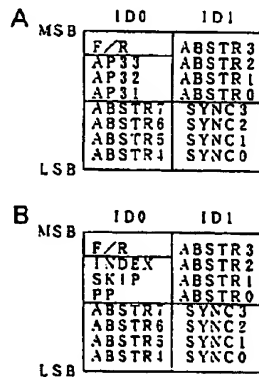 A
ID0 ID1
MSB
F/R ABSTR3
AP33 ABSTR2
AP32 ABSTR1
AP31 ABSTR0
ABSTR7 SYNC3
ABSTR6 SYNC2
ABSTR5 SYNC1
ABSTR4 SYNC0
LSB
B
ID0 ID1
MSB
F/R ABSTR3
INDEX ABSTR2
SKIP ABSTR1
PP ABSTR0
ABSTR7 SYNC3
ABSTR6 SYNC2
ABSTR5 SYNC1
ABSTR4 SYNC0
LSB